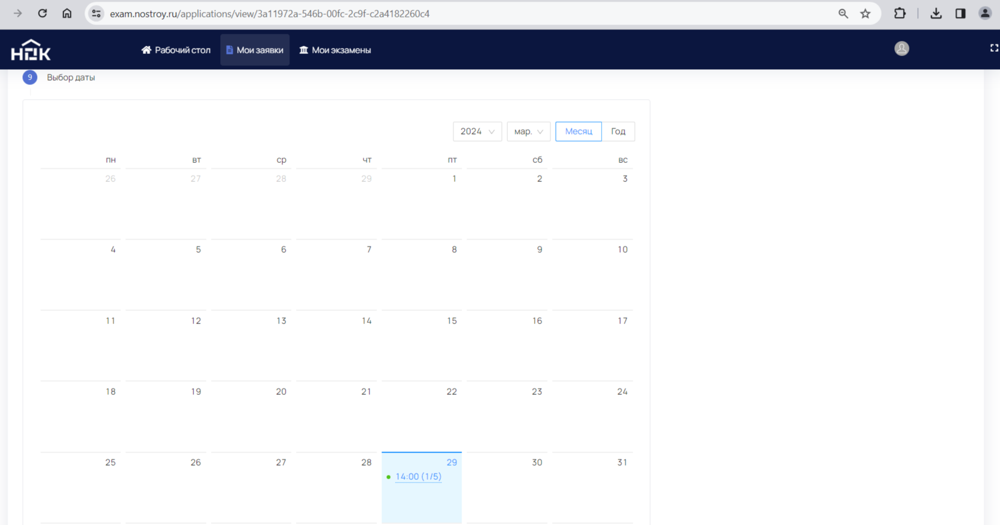 exam.nostroy.ru/applications/view/3a11972a-546b-00fc-2c9f-c2a4182260c4
НОК Рабочий стол Мои заявки Мои экзамены
9 Выбор даты
2024 мар. Месяц Год
пн вт ср чт пт сб вс
26 27 28 29 1 2 3
4 5 6 7 8 9 10
11 12 13 14 15 16 17
18 19 20 21 22 23 24
25 26 27 28 29 30 31
14:00 (1/5)